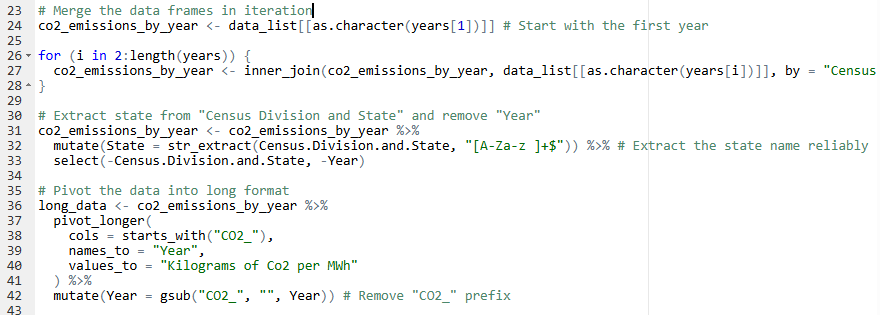 23 # Merge the data frames in iteration
24 co2_emissions_by_year <- data_list[[as.character(years[1])]] # Start with the first year
25
26 for (i in 2:length(years)) {
27   co2_emissions_by_year <- inner_join(co2_emissions_by_year, data_list[[as.character(years[i])]], by = "Census
28 }
29
30 # Extract state from "Census Division and State" and remove "Year"
31 co2_emissions_by_year <- co2_emissions_by_year %>%
32   mutate(State = str_extract(Census.Division.and.State, "[A-Za-z ]+$")) %>% # Extract the state name reliably
33   select(-Census.Division.and.State, -Year)
34
35 # Pivot the data into long format
36 long_data <- co2_emissions_by_year %>%
37   pivot_longer(
38     cols = starts_with("CO2_"),
39     names_to = "Year",
40     values_to = "Kilograms of Co2 per MWh"
41   ) %>%
42   mutate(Year = gsub("CO2_", "", Year)) # Remove "CO2_" prefix
43